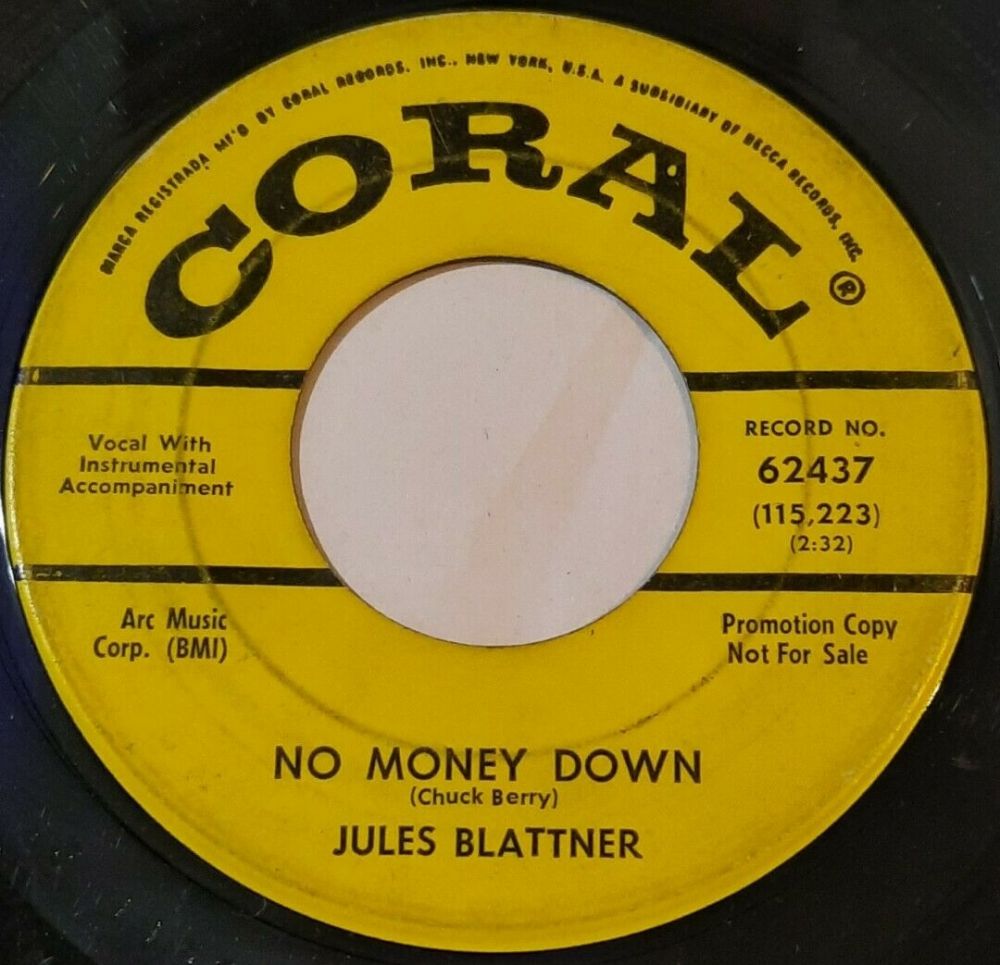 MARCA REGISTRADA MF'D BY CORAL RECORDS, INC., NEW YORK, U.S.A. A SUBSIDIARY OF DECCA RECORDS, INC.
CORAL ®
Vocal With
Instrumental
Accompaniment
RECORD NO.
62437
(115,223)
(2:32)
Arc Music
Corp. (BMI)
Promotion Copy
Not For Sale
NO MONEY DOWN
(Chuck Berry)
JULES BLATTNER